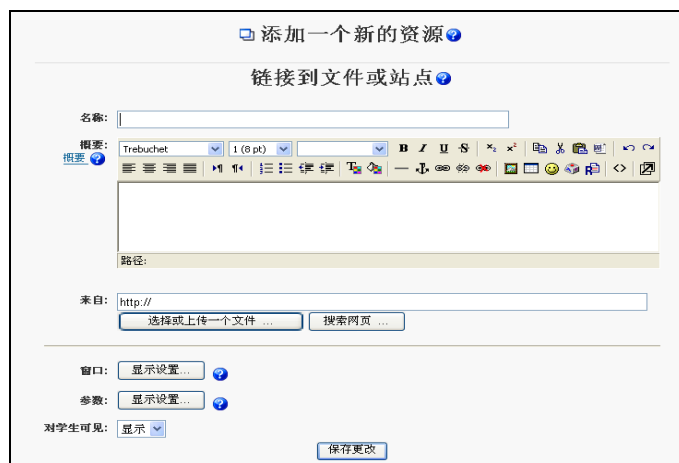 添加一个新的资源
链接到文件或站点
名称:
概要:
概要
Trebuchet 1 (8 pt) B I U S x₂ x²
路径:
来自: http://
选择或上传一个文件 ... 搜索网页 ...
窗口: 显示设置...
参数: 显示设置...
对学生可见: 显示
保存更改